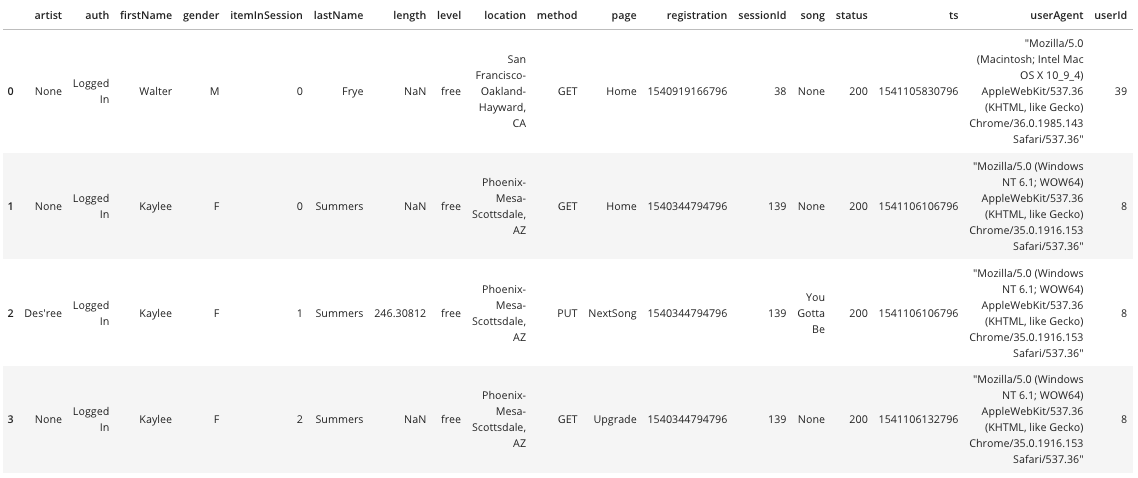 artist auth firstName gender itemInSession lastName length level location method page registration sessionId song status ts userAgent userId
0 None Logged In Walter M 0 Frye NaN free San Francisco-Oakland-Hayward, CA GET Home 1540919166796 38 None 200 1541105830796 "Mozilla/5.0 (Macintosh; Intel Mac OS X 10_9_4) AppleWebKit/537.36 (KHTML, like Gecko) Chrome/36.0.1985.143 Safari/537.36" 39
1 None Logged In Kaylee F 0 Summers NaN free Phoenix-Mesa-Scottsdale, AZ GET Home 1540344794796 139 None 200 1541106106796 "Mozilla/5.0 (Windows NT 6.1; WOW64) AppleWebKit/537.36 (KHTML, like Gecko) Chrome/35.0.1916.153 Safari/537.36" 8
2 Des'ree Logged In Kaylee F 1 Summers 246.30812 free Phoenix-Mesa-Scottsdale, AZ PUT NextSong 1540344794796 139 You Gotta Be 200 1541106106796 "Mozilla/5.0 (Windows NT 6.1; WOW64) AppleWebKit/537.36 (KHTML, like Gecko) Chrome/35.0.1916.153 Safari/537.36" 8
3 None Logged In Kaylee F 2 Summers NaN free Phoenix-Mesa-Scottsdale, AZ GET Upgrade 1540344794796 139 None 200 1541106132796 "Mozilla/5.0 (Windows NT 6.1; WOW64) AppleWebKit/537.36 (KHTML, like Gecko) Chrome/35.0.1916.153 Safari/537.36" 8